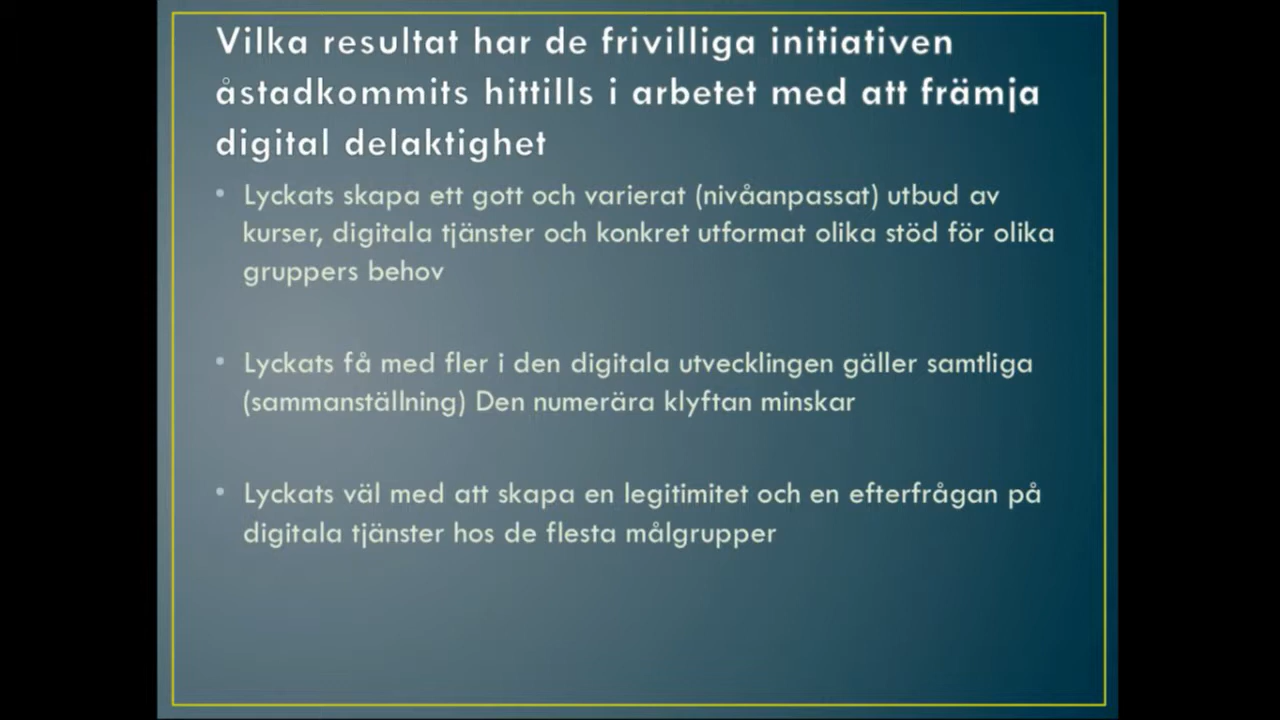 Vilka resultat har de frivilliga initiativen
åstadkommits hittills i arbetet med att främja
digital delaktighet
• Lyckats skapa ett gott och varierat (nivåanpassat) utbud av
kurser, digitala tjänster och konkret utformat olika stöd för olika
gruppers behov
• Lyckats få med fler i den digitala utvecklingen gäller samtliga
(sammanställning) Den numerära klyftan minskar
• Lyckats väl med att skapa en legitimitet och en efterfrågan på
digitala tjänster hos de flesta målgrupper